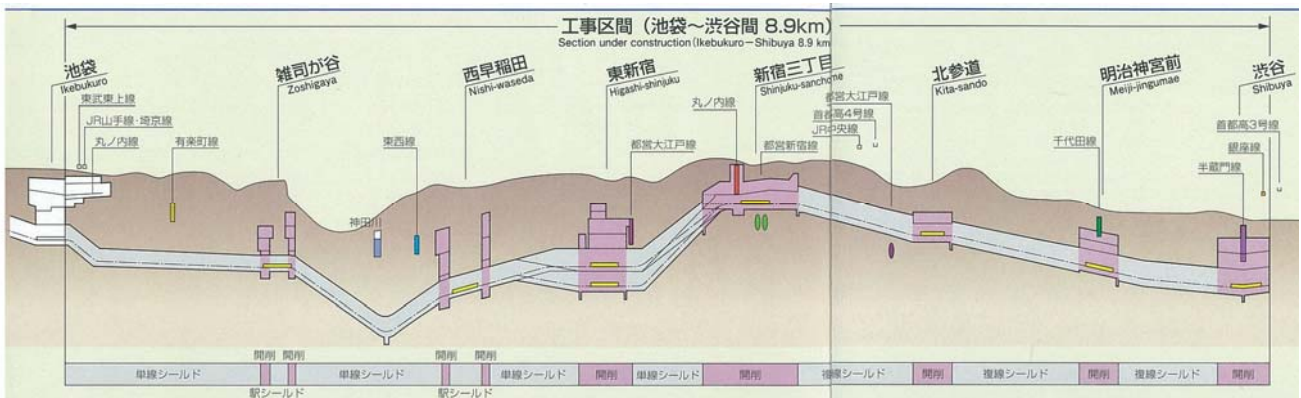 工事区間（池袋～渋谷間 8.9km）
Section under construction(Ikebukuro－Shibuya 8.9 km
池袋
Ikebukuro
雑司が谷
Zoshigaya
西早稲田
Nishi-waseda
東新宿
Higashi-shinjuku
新宿三丁目
Shinjuku-sanchome
北参道
Kita-sando
明治神宮前
Meiji-jingumae
渋谷
Shibuya
東武東上線
JR山手線・埼京線
丸ノ内線
有楽町線
神田川
東西線
都営大江戸線
丸ノ内線
都営新宿線
都営大江戸線
首都高4号線
JR中央線
千代田線
首都高3号線
銀座線
半蔵門線
開削 開削 開削 開削
単線シールド 単線シールド 単線シールド 開削 単線シールド 開削 複線シールド 開削 複線シールド 開削 複線シールド 開削
駅シールド 駅シールド